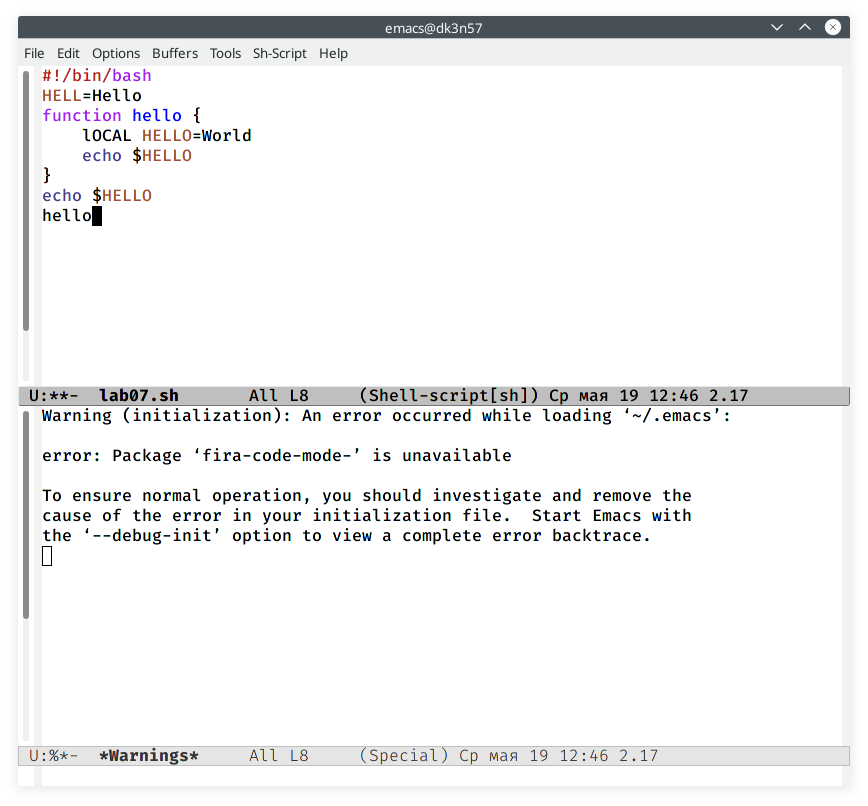 emacs@dk3n57
File Edit Options Buffers Tools Sh-Script Help
#!/bin/bash
HELL=Hello
function hello {
    lOCAL HELLO=World
    echo $HELLO
}
echo $HELLO
hello
U:**-  lab07.sh       All L8     (Shell-script[sh]) Ср мая 19 12:46 2.17
Warning (initialization): An error occurred while loading ‘~/.emacs’:
error: Package ‘fira-code-mode-’ is unavailable
To ensure normal operation, you should investigate and remove the
cause of the error in your initialization file.  Start Emacs with
the ‘--debug-init’ option to view a complete error backtrace.
U:%*-  *Warnings*     All L8     (Special) Ср мая 19 12:46 2.17